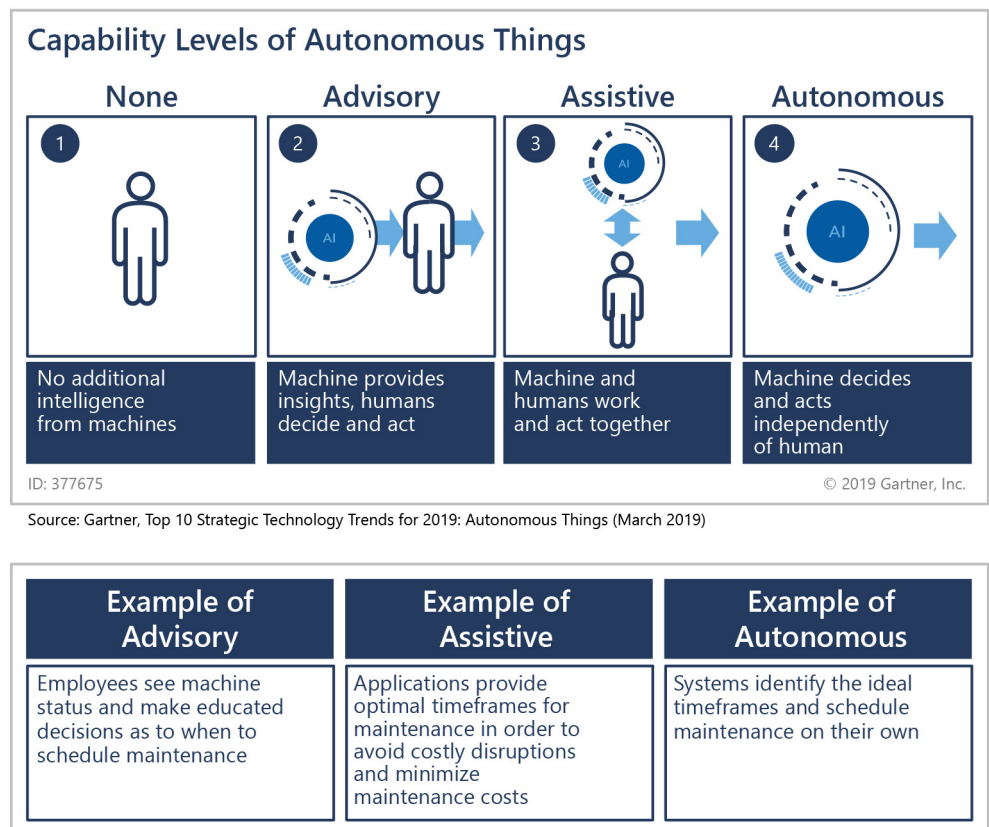 Capability Levels of Autonomous Things
None
Advisory
Assistive
Autonomous
1
2
3
4
AI
AI
AI
No additional
intelligence
from machines
Machine provides
insights, humans
decide and act
Machine and
humans work
and act together
Machine decides
and acts
independently
of human
ID: 377675
© 2019 Gartner, Inc.
Source: Gartner, Top 10 Strategic Technology Trends for 2019: Autonomous Things (March 2019)
Example of
Advisory
Example of
Assistive
Example of
Autonomous
Employees see machine
status and make educated
decisions as to when to
schedule maintenance
Applications provide
optimal timeframes for
maintenance in order to
avoid costly disruptions
and minimize
maintenance costs
Systems identify the ideal
timeframes and schedule
maintenance on their own